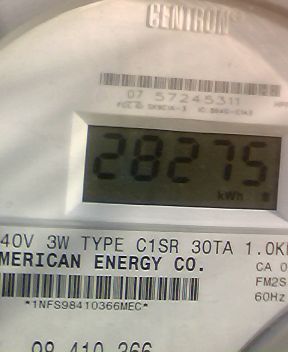 CENTRON
07 57245311
28275
kWh
40V 3W TYPE C1SR 30TA 1.0K
MERICAN ENERGY CO.
CA 0
FM2S
60Hz
*1NFS98410366MEC*
98 410 366